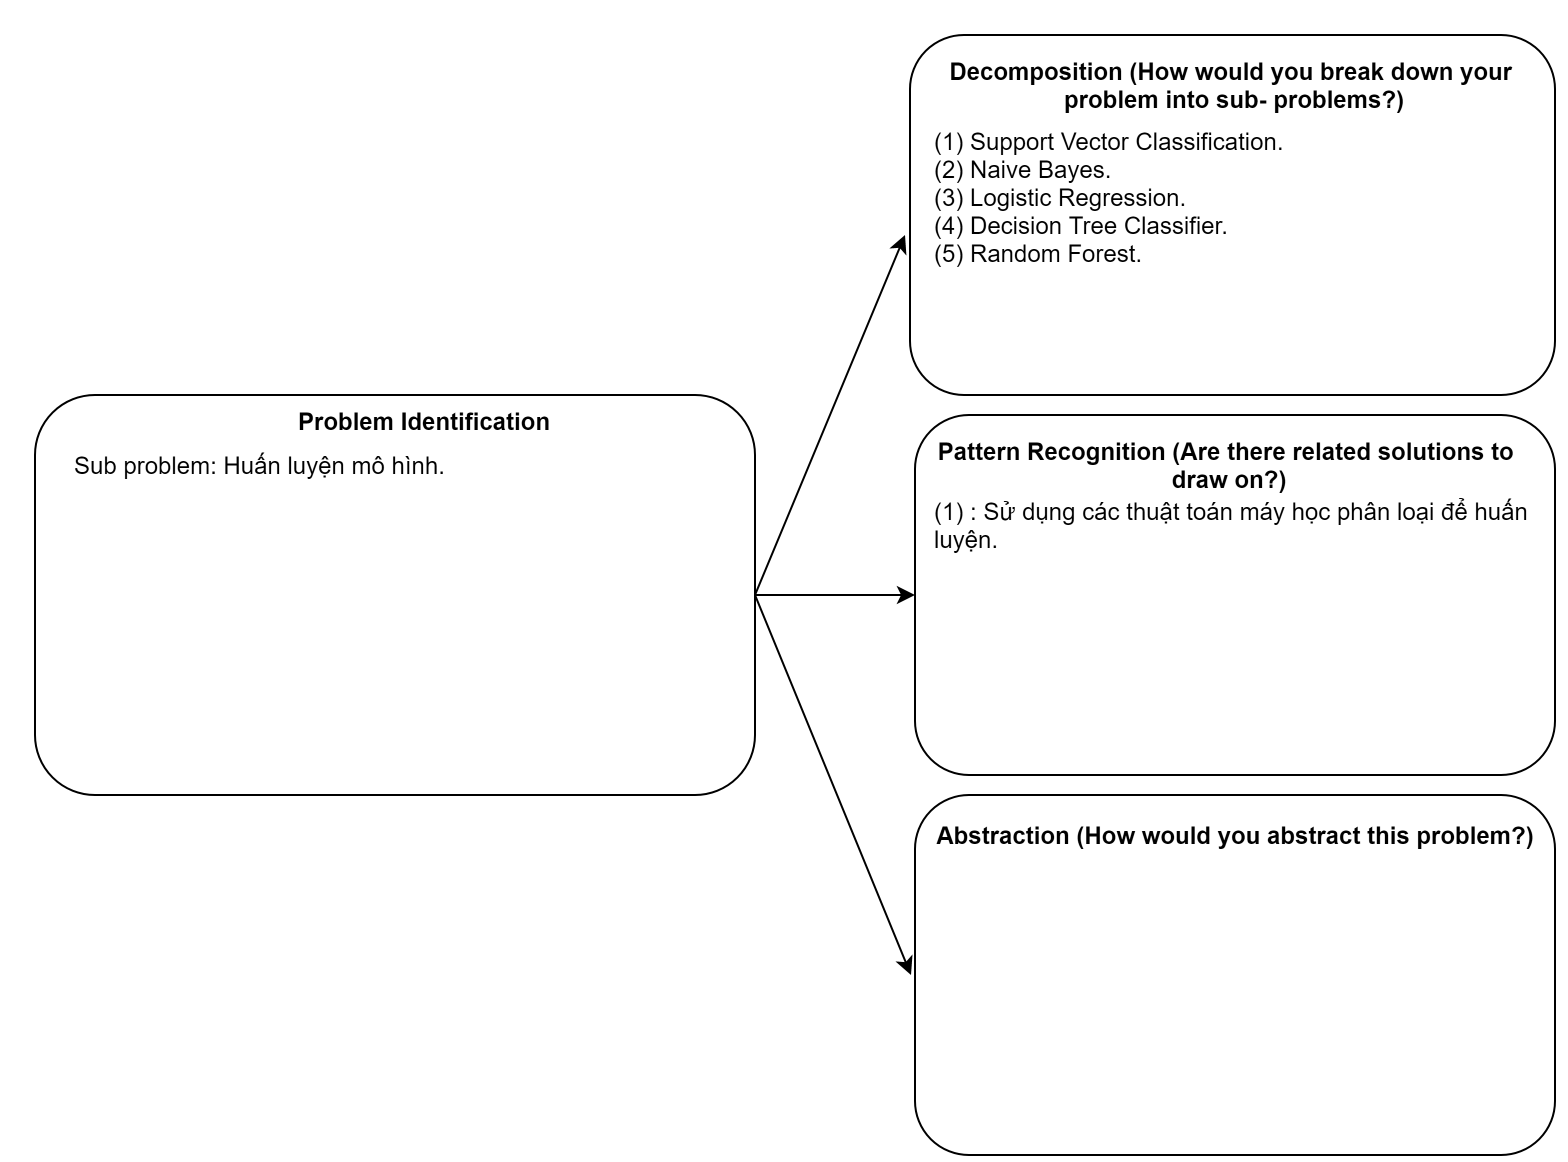 Decomposition (How would you break down your
problem into sub- problems?)
(1) Support Vector Classification.
(2) Naive Bayes.
(3) Logistic Regression.
(4) Decision Tree Classifier.
(5) Random Forest.
Problem Identification
Sub problem: Huấn luyện mô hình.
Pattern Recognition (Are there related solutions to
draw on?)
(1) : Sử dụng các thuật toán máy học phân loại để huấn
luyện.
Abstraction (How would you abstract this problem?)